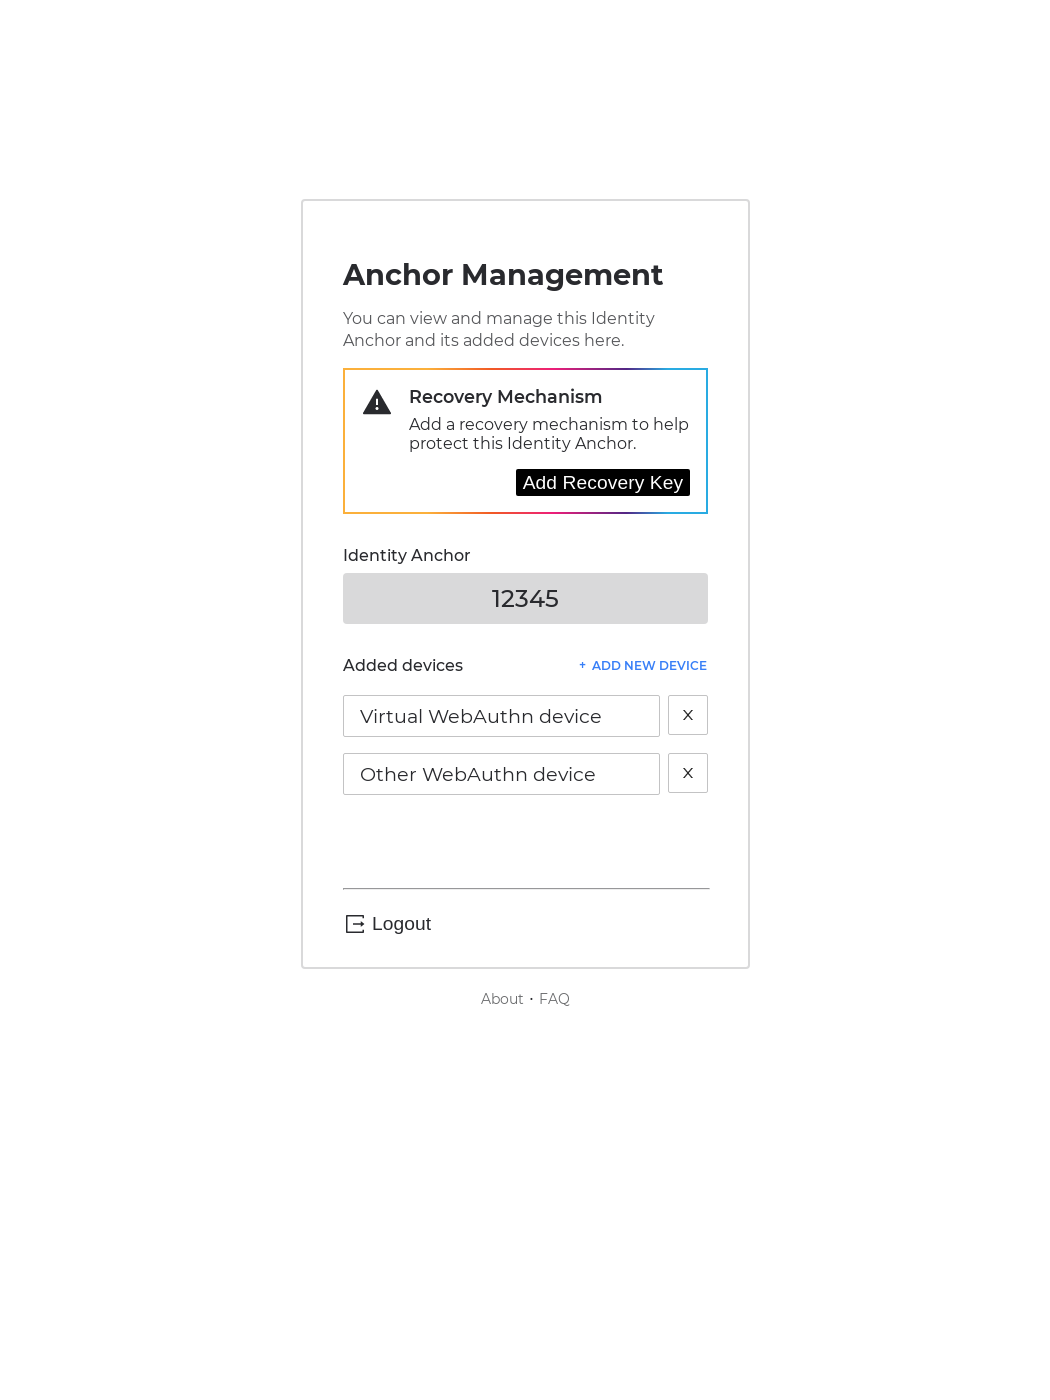 Anchor Management
You can view and manage this Identity
Anchor and its added devices here.
Recovery Mechanism
Add a recovery mechanism to help
protect this Identity Anchor.
Add Recovery Key
Identity Anchor
12345
Added devices
+ ADD NEW DEVICE
Virtual WebAuthn device
X
Other WebAuthn device
X
Logout
About · FAQ